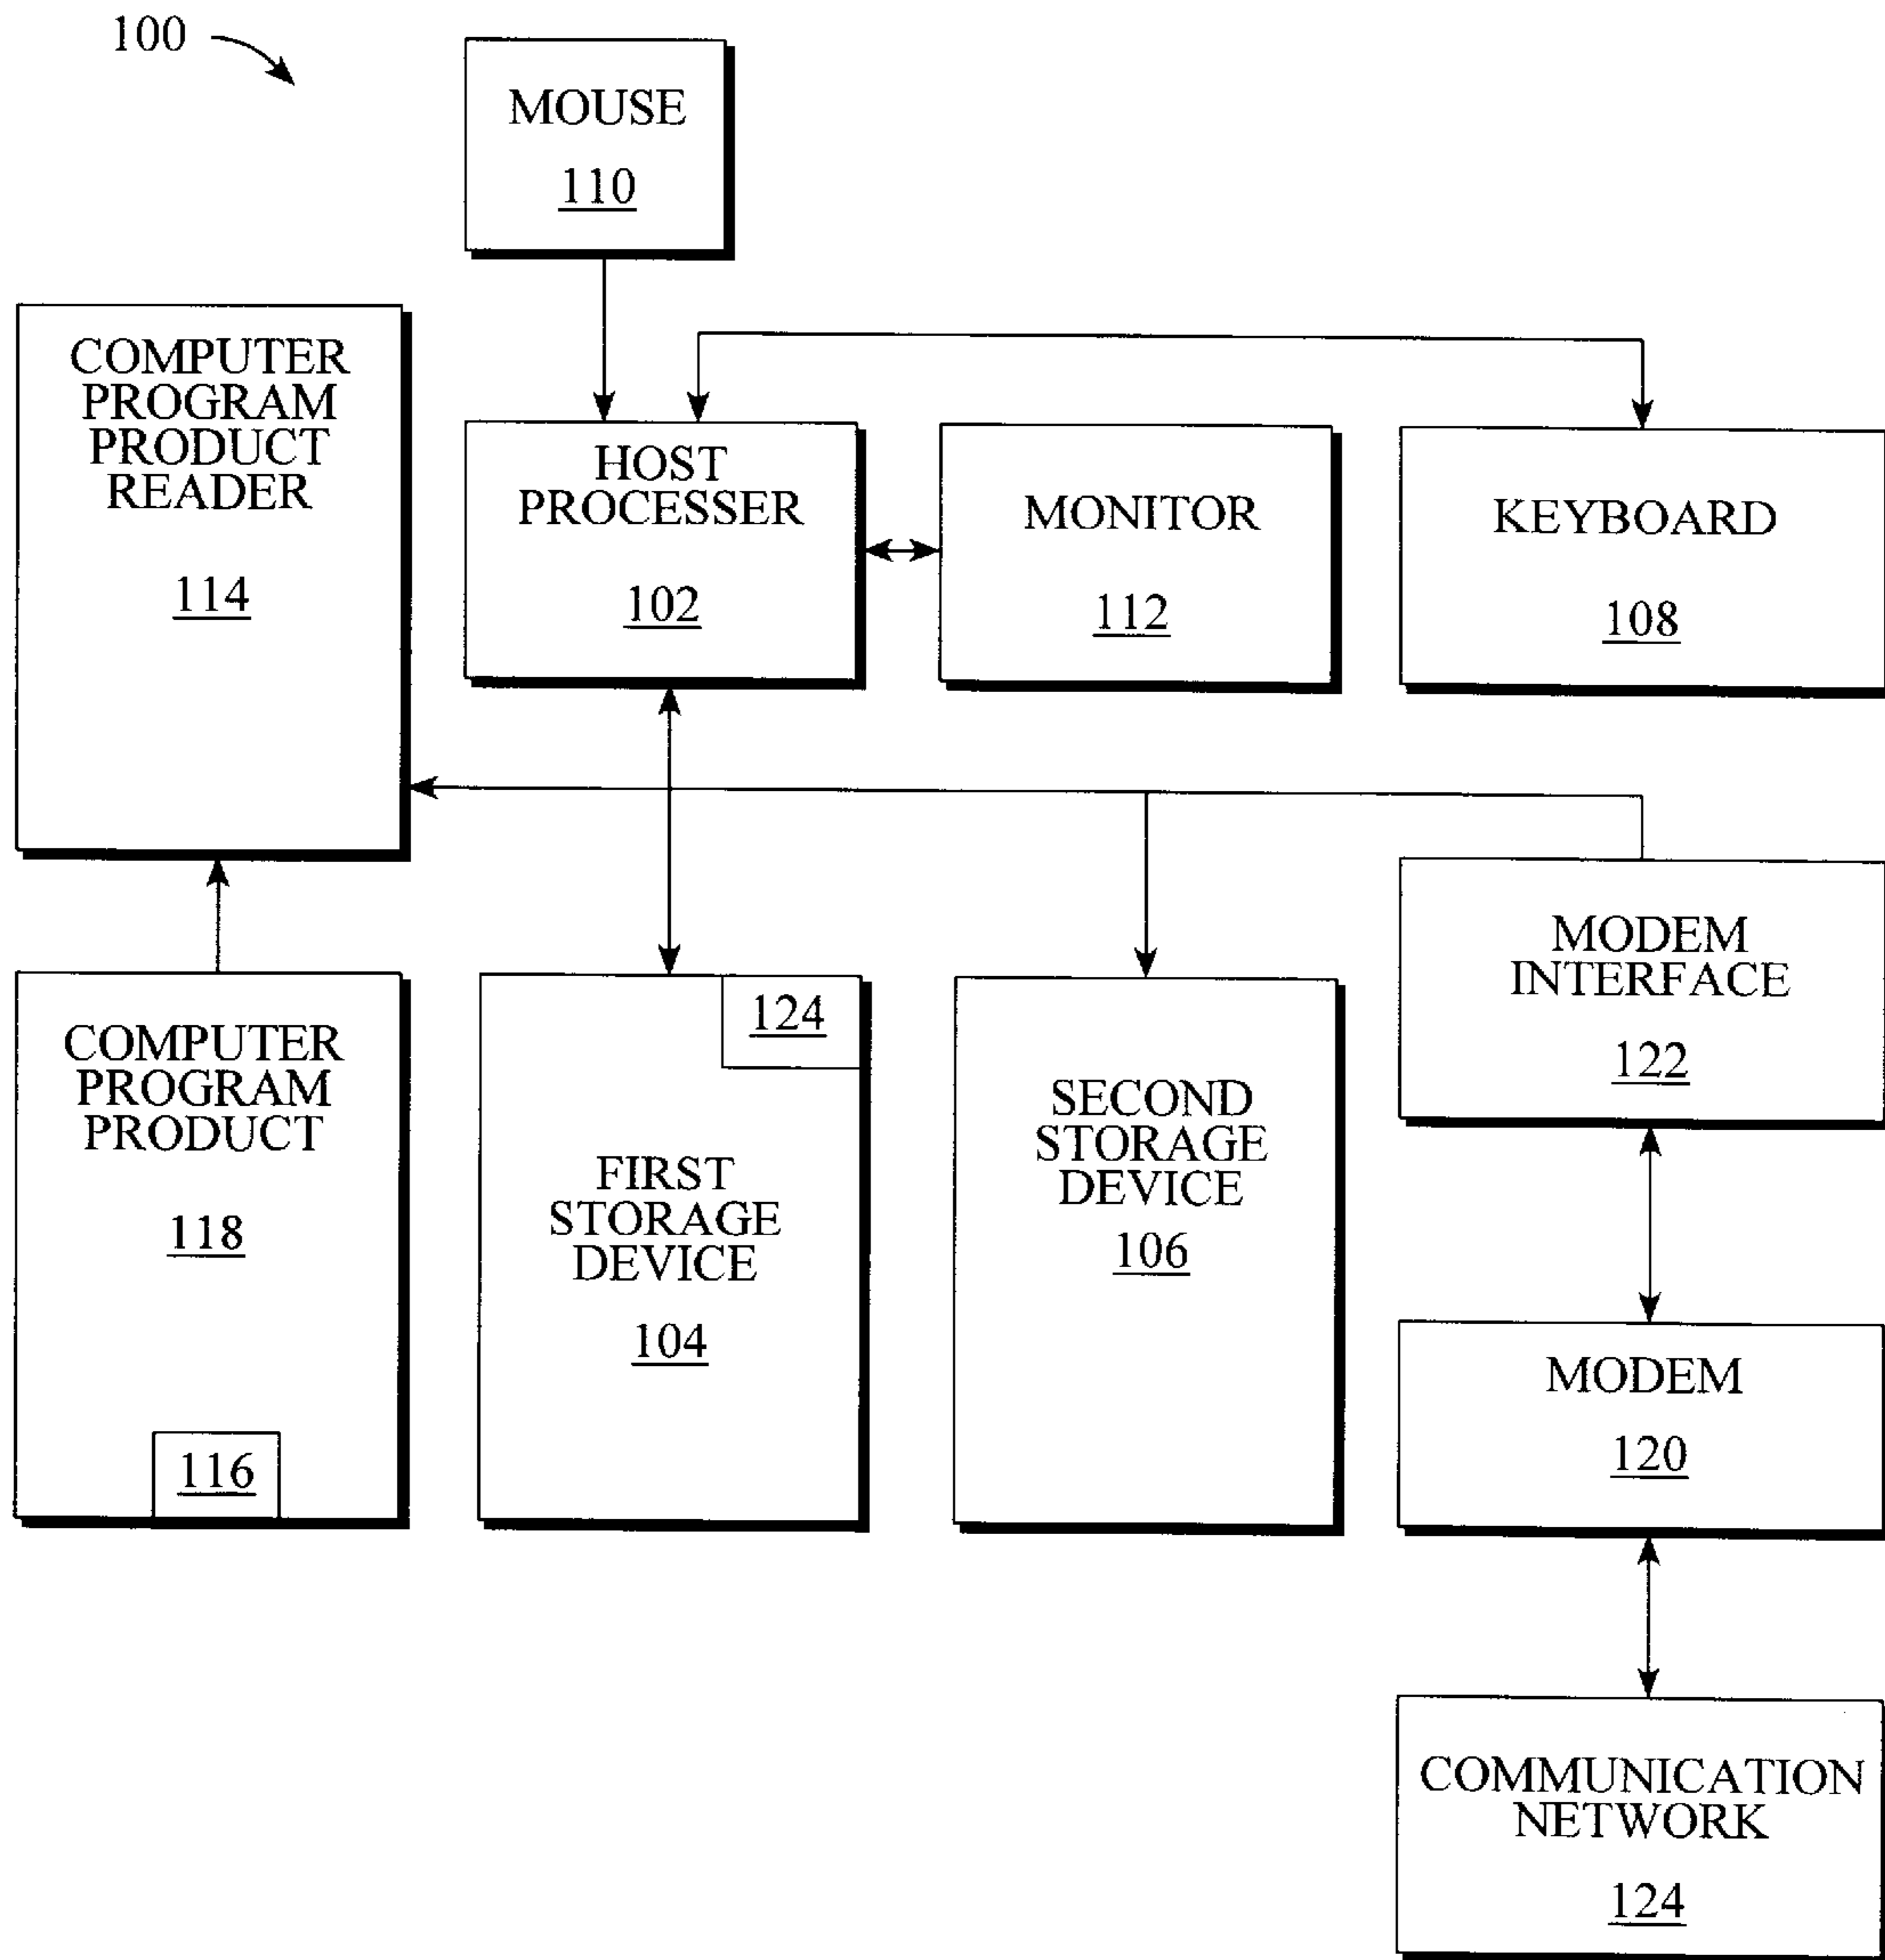 100
MOUSE
110
COMPUTER
PROGRAM
PRODUCT
READER
114
HOST
PROCESSER
102
MONITOR
112
KEYBOARD
108
COMPUTER
PROGRAM
PRODUCT
118
116
124
FIRST
STORAGE
DEVICE
104
SECOND
STORAGE
DEVICE
106
MODEM
INTERFACE
122
MODEM
120
COMMUNICATION
NETWORK
124